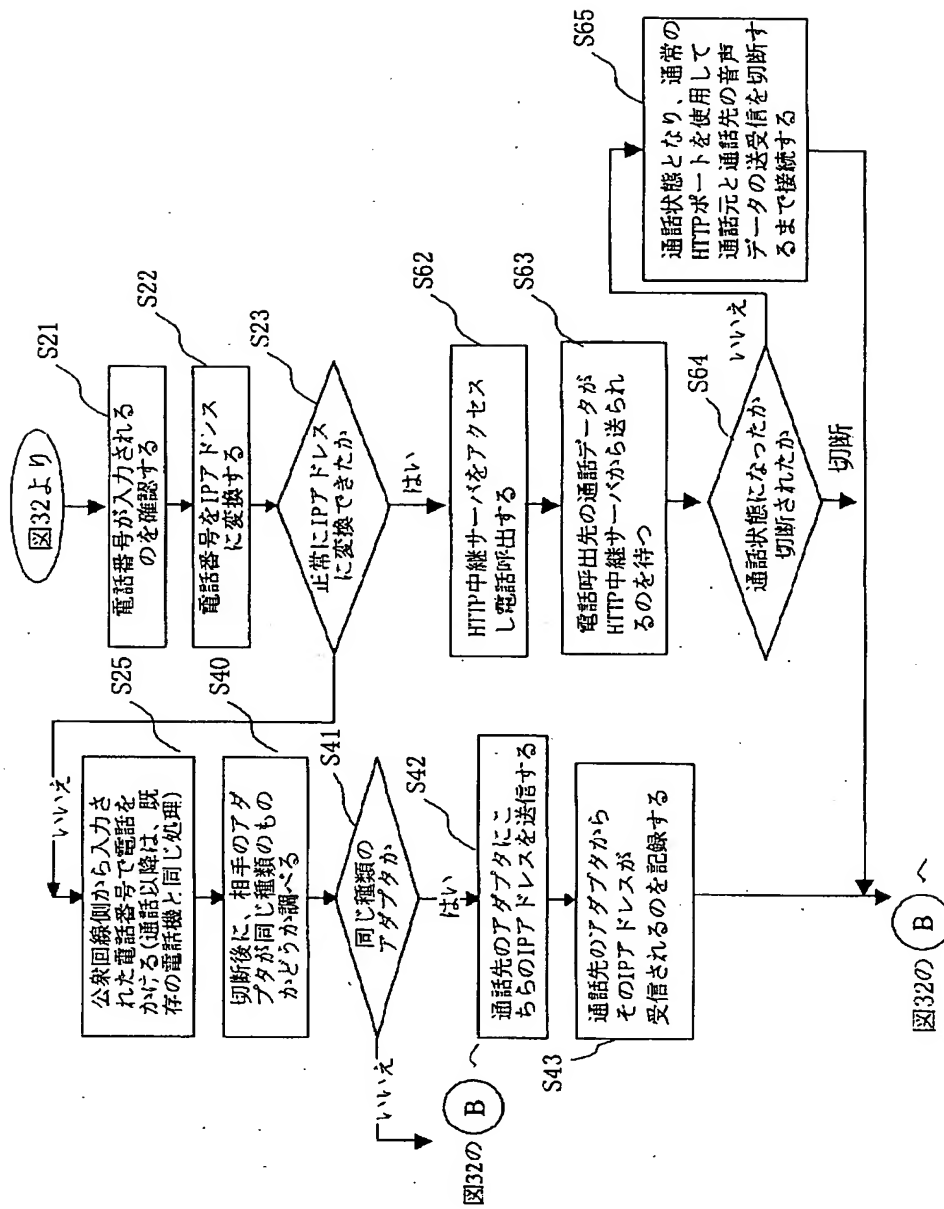 図32より
S21
電話番号が入力される
のを確認する
S22
電話番号をIPアドレス
に変換する
S23
正常にIPアドレス
に変換できたか
はい
いいえ
S62
HTTP中継サーバをアクセス
し電話呼出する
S63
電話呼出先の通話データが
HTTP中継サーバから送られ
るのを待つ
S64
通話状態になったか
切断されたか
いいえ
切断
S65
通話状態となり、通常の
HTTPポートを使用して
通話元と通話先の音声
データの送受信を切断す
るまで接続する
S25
公衆回線側から入力さ
れた電話番号で電話を
かける(通話以降は、既
存の電話機と同じ処理)
S40
切断後に、相手のアダ
プタが同じ種類のもの
かどうか調べる
S41
同じ種類の
アダプタか
はい
いいえ
図32の B へ
S42
通話先のアダプタにこ
ちらのIPアドレスを送信する
S43
通話先のアダプタから
そのIPアドレスが
受信されるのを記録する
図32の B へ